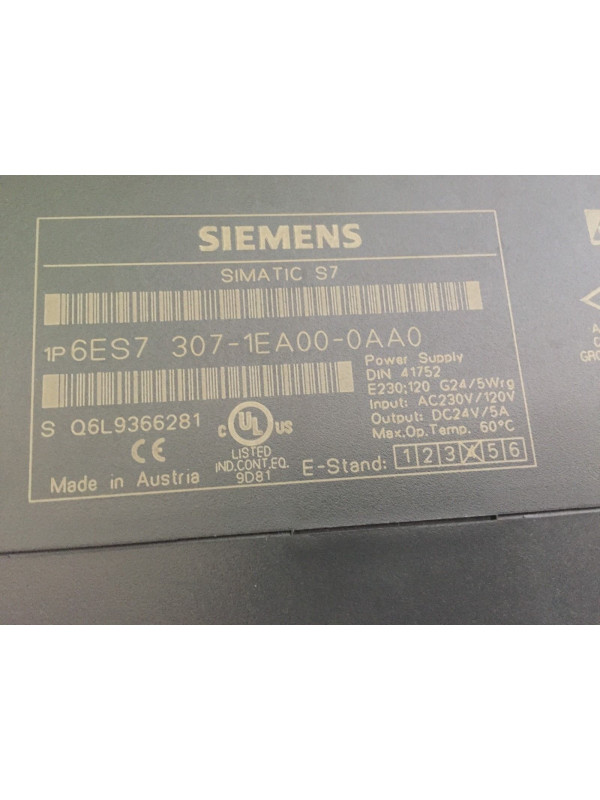 SIEMENS
SIMATIC S7
1P 6ES7 307-1EA00-0AA0
Power Supply
DIN 41752
E230;120 G24/5Wrg
Input: AC230V/120V
Output: DC24V/5A
Max.Op.Temp. 60°C
S Q6L9366281
C UL US
LISTED
IND.CONT.EQ.
9D81
CE
Made in Austria
E-Stand: 1 2 3 X 5 6